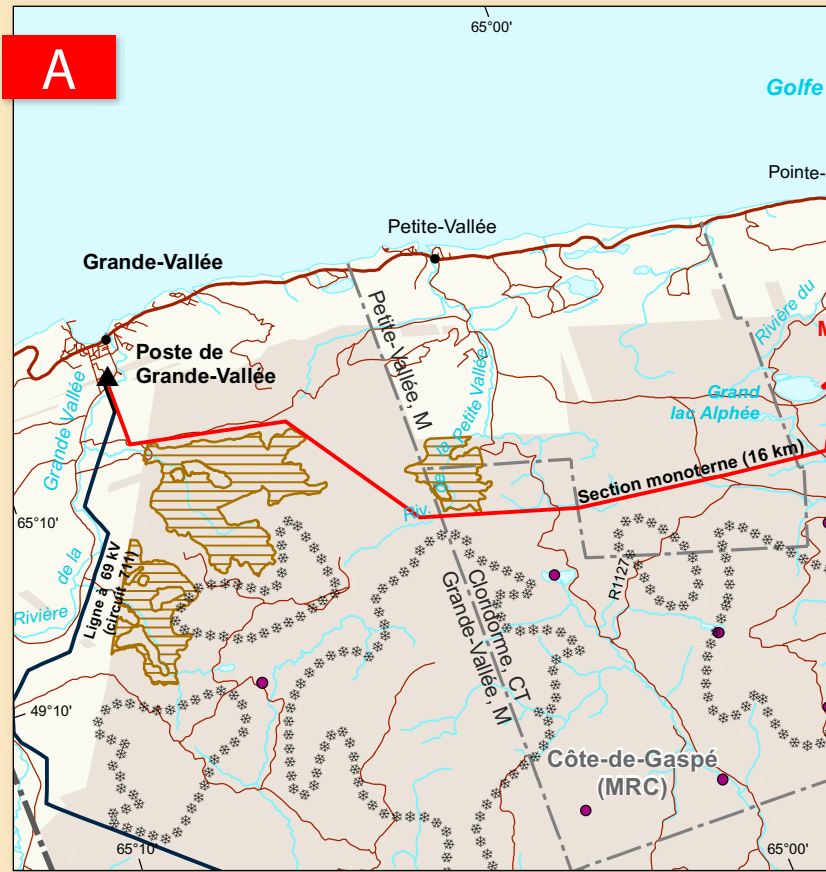 65°00'
A
Golfe
Pointe-
Petite-Vallée
Grande-Vallée
Petite-Vallée, M
Rivière du
M
Poste de
Grande-Vallée
Grande Vallée
Riv. de la Petite Vallée
Grand
lac Alphée
Section monoterne (16 km)
65°10'
de la
Rivière
Ligne à 69 kV
(circuit 711)
R1127
Cloridorme, CT
Grande-Vallée, M
49°10'
Côte-de-Gaspé
(MRC)
65°10'
65°00'